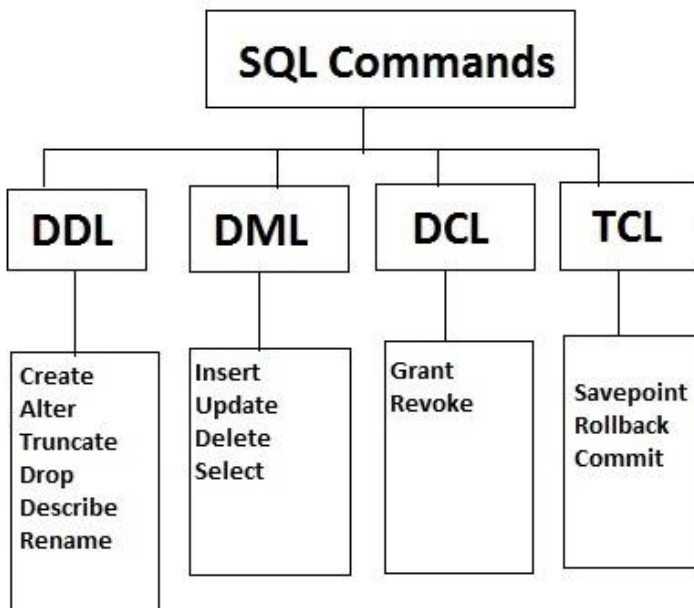 SQL Commands
DDL
DML
DCL
TCL
Create
Alter
Truncate
Drop
Describe
Rename
Insert
Update
Delete
Select
Grant
Revoke
Savepoint
Rollback
Commit